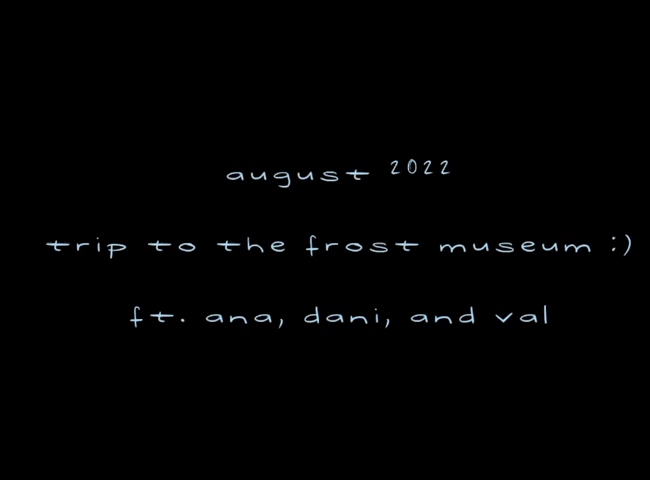 august 2022
trip to the frost museum :)
ft. ana, dani, and val